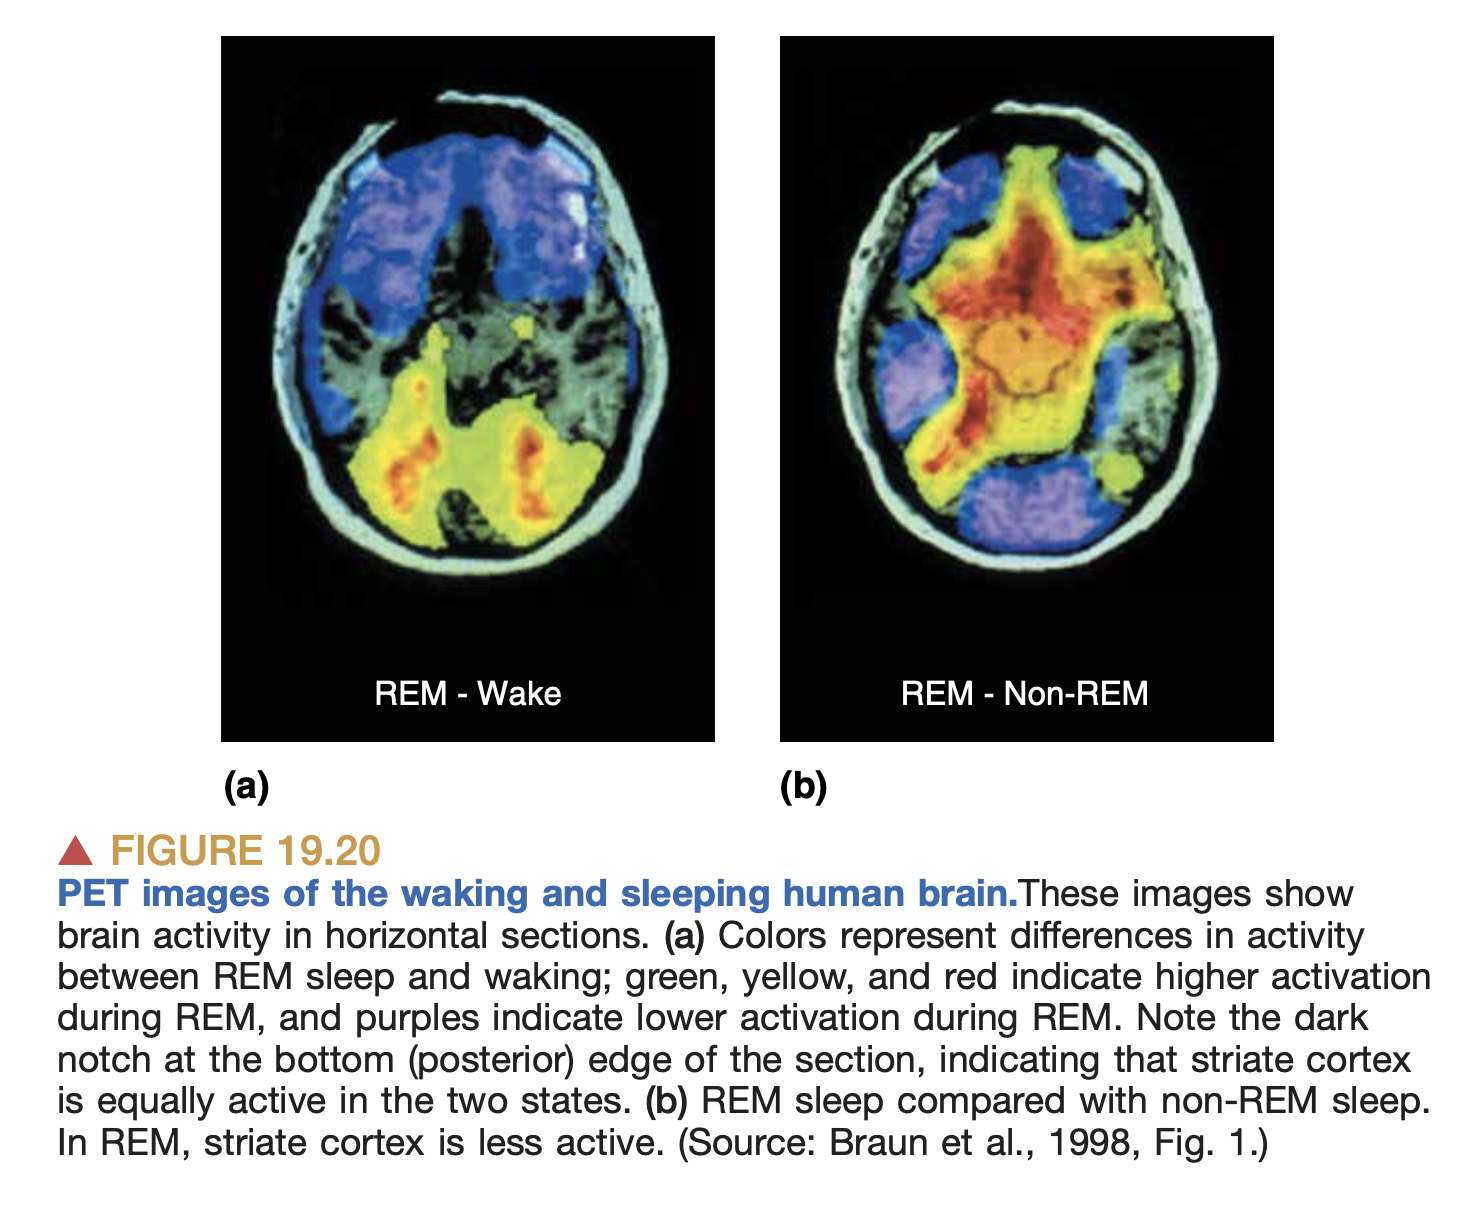 REM - Wake
REM - Non-REM
(a)
(b)
▲ FIGURE 19.20
PET images of the waking and sleeping human brain.These images show
brain activity in horizontal sections. (a) Colors represent differences in activity
between REM sleep and waking; green, yellow, and red indicate higher activation
during REM, and purples indicate lower activation during REM. Note the dark
notch at the bottom (posterior) edge of the section, indicating that striate cortex
is equally active in the two states. (b) REM sleep compared with non-REM sleep.
In REM, striate cortex is less active. (Source: Braun et al., 1998, Fig. 1.)